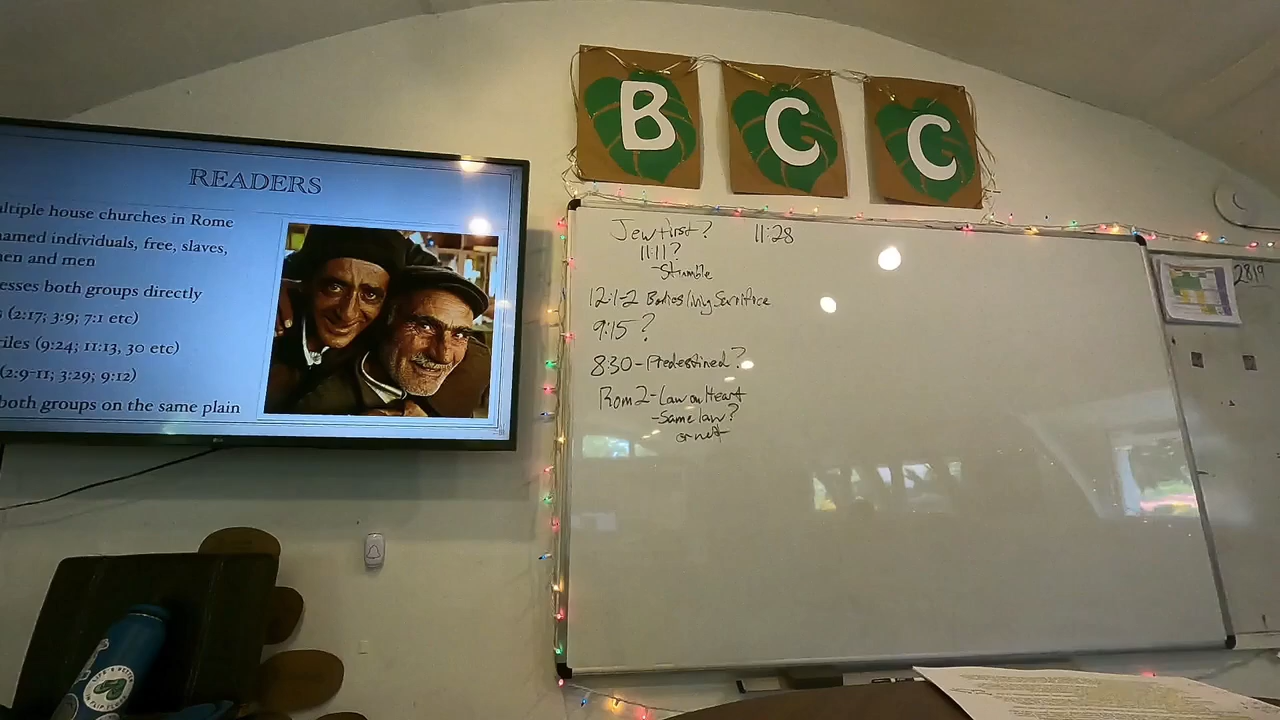 READERS
ultiple house churches in Rome
named individuals, free, slaves,
men and men
esses both groups directly
(2:17; 3:9; 7:1 etc)
tiles (9:24; 11:13, 30 etc)
(2:9-11; 3:29; 9:12)
both groups on the same plain
B C C
Jew first? 11:28
11:11?
-Stumble
12:1-2 Bodies living Sacrifice
9:15?
8:30-Predestined?
Rom 2-Law on Heart
-Same law?
or not
2819